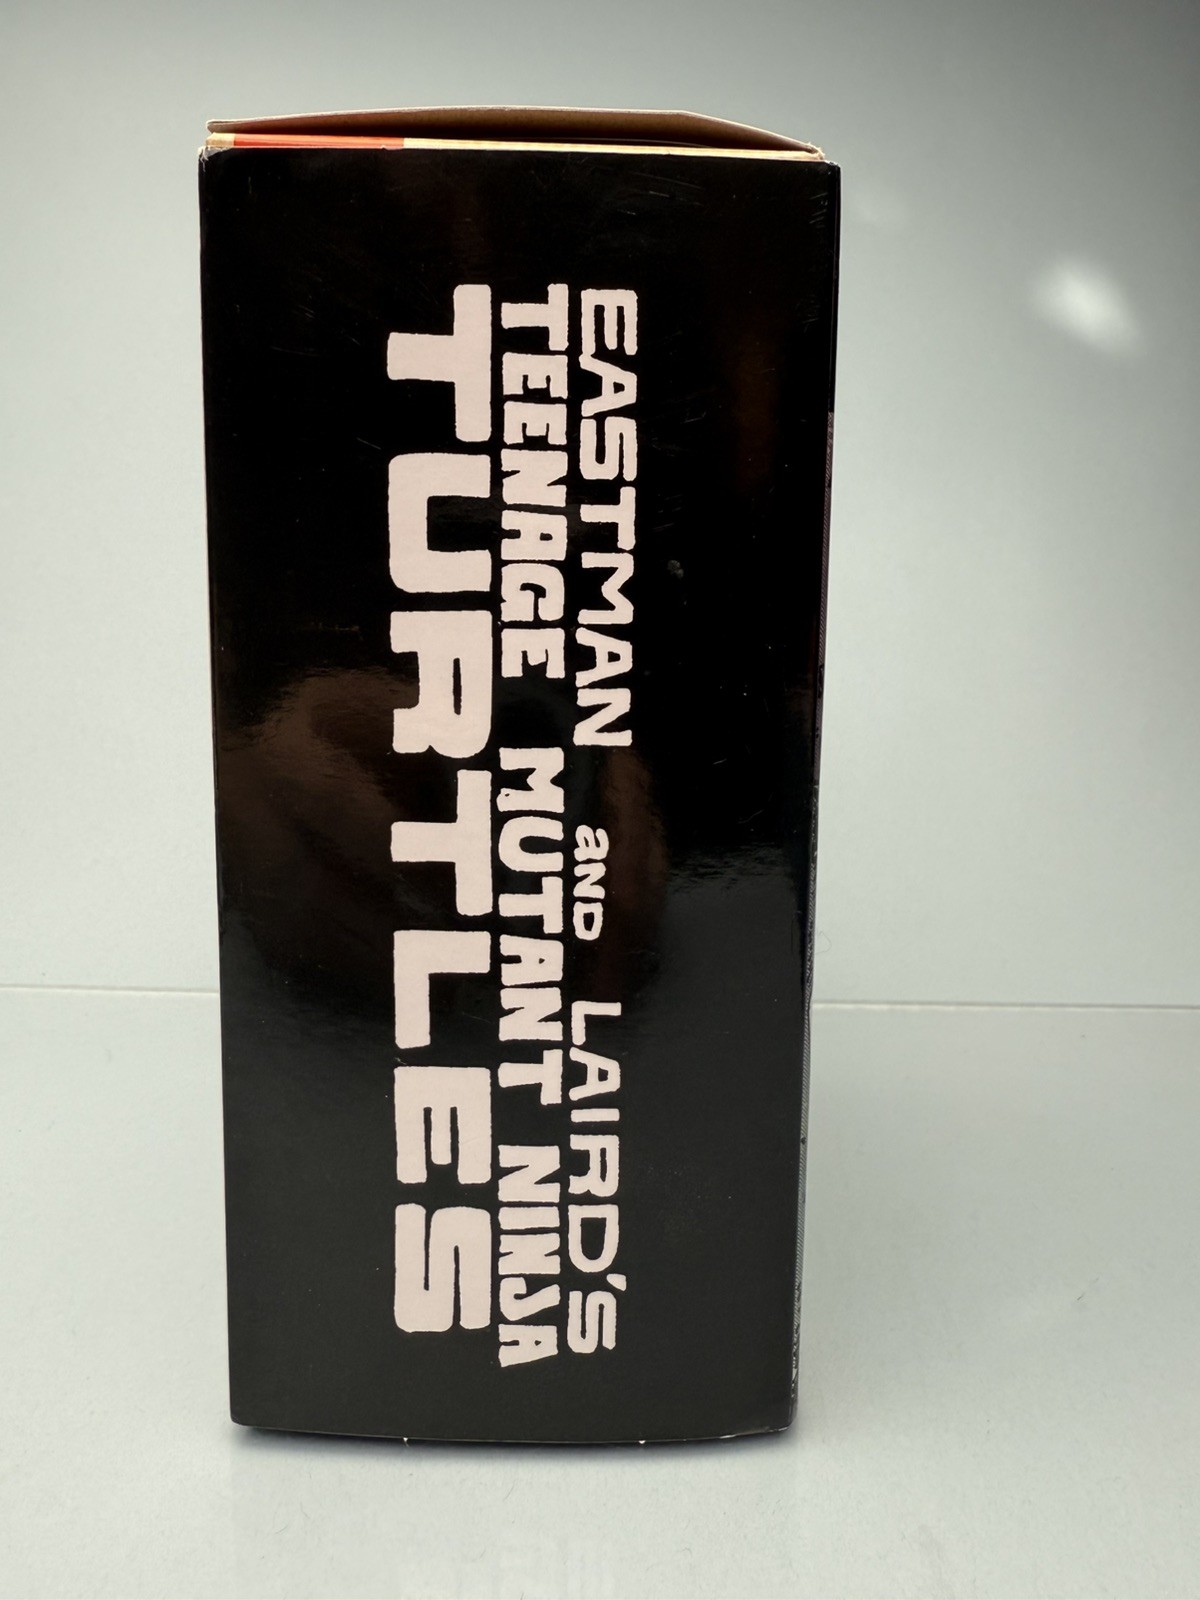 EASTMAN aND LAIRD'S
TEENAGE MUTANT NINJA
TURTLES